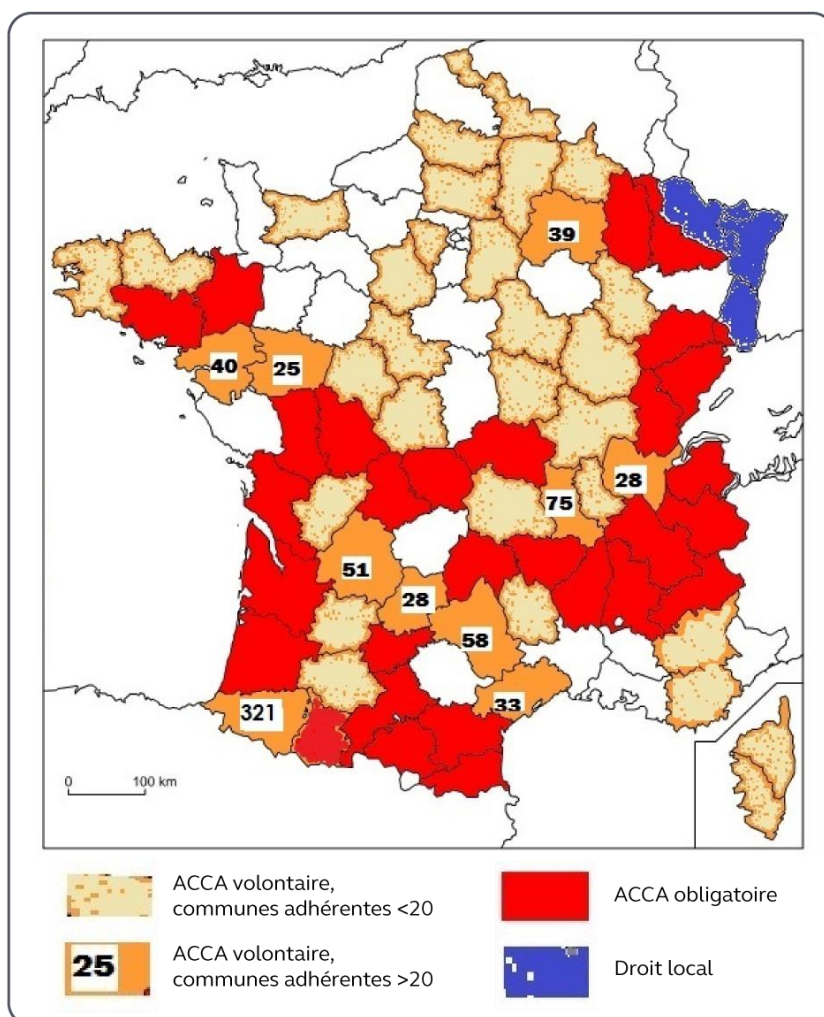 39
40
25
28
75
51
28
58
33
321
0 100 km
ACCA volontaire,
communes adhérentes <20
ACCA obligatoire
25
ACCA volontaire,
communes adhérentes >20
Droit local